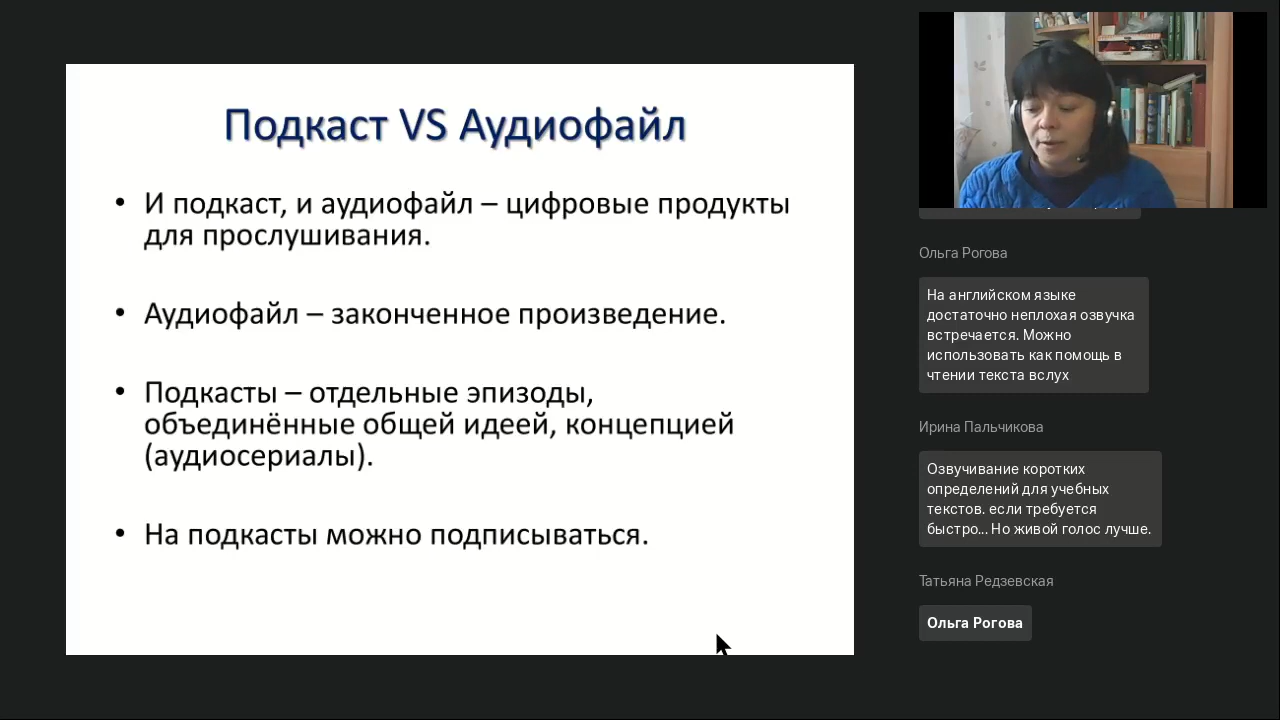 Подкаст VS Аудиофайл
• И подкаст, и аудиофайл – цифровые продукты
для прослушивания.
• Аудиофайл – законченное произведение.
• Подкасты – отдельные эпизоды,
объединённые общей идеей, концепцией
(аудиосериалы).
• На подкасты можно подписываться.
Ольга Рогова
На английском языке
достаточно неплохая озвучка
встречается. Можно
использовать как помощь в
чтении текста вслух
Ирина Пальчикова
Озвучивание коротких
определений для учебных
текстов. если требуется
быстро... Но живой голос лучше.
Татьяна Редзевская
Ольга Рогова